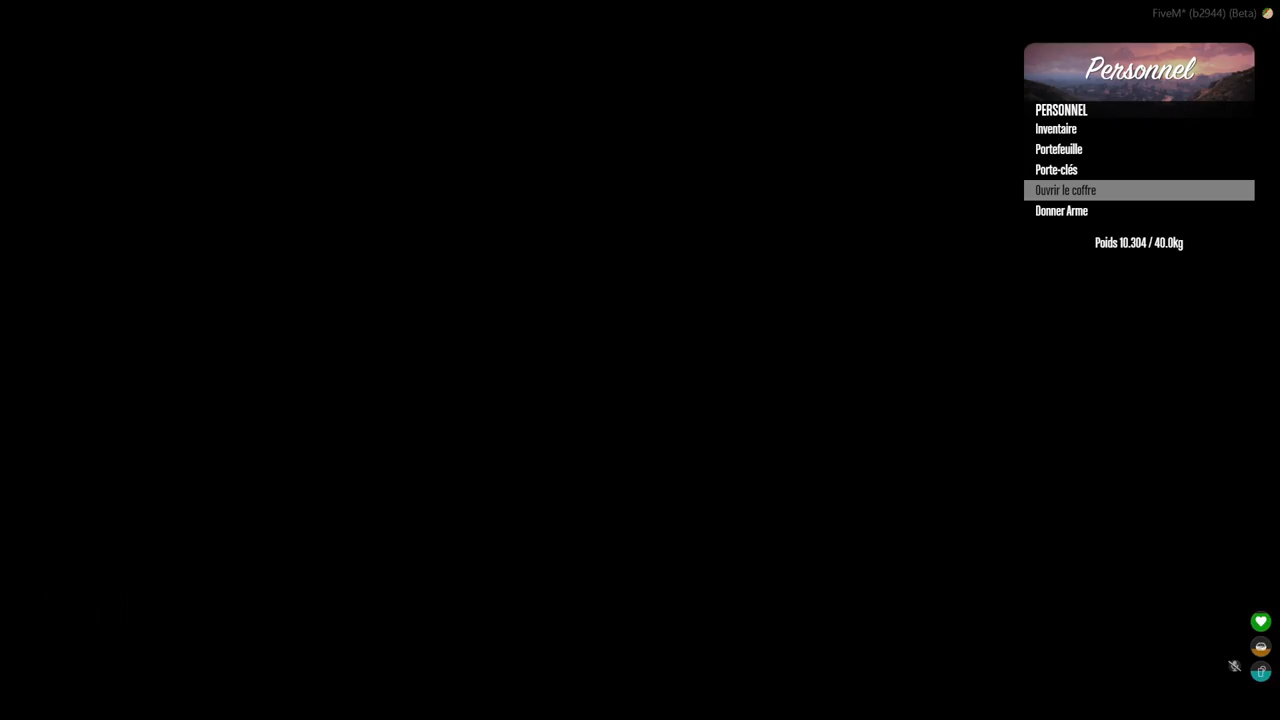 FiveM* (b2944) (Beta)
Personnel
PERSONNEL
Inventaire
Portefeuille
Porte-clés
Ouvrir le coffre
Donner Arme
Poids 10.304 / 40.0kg